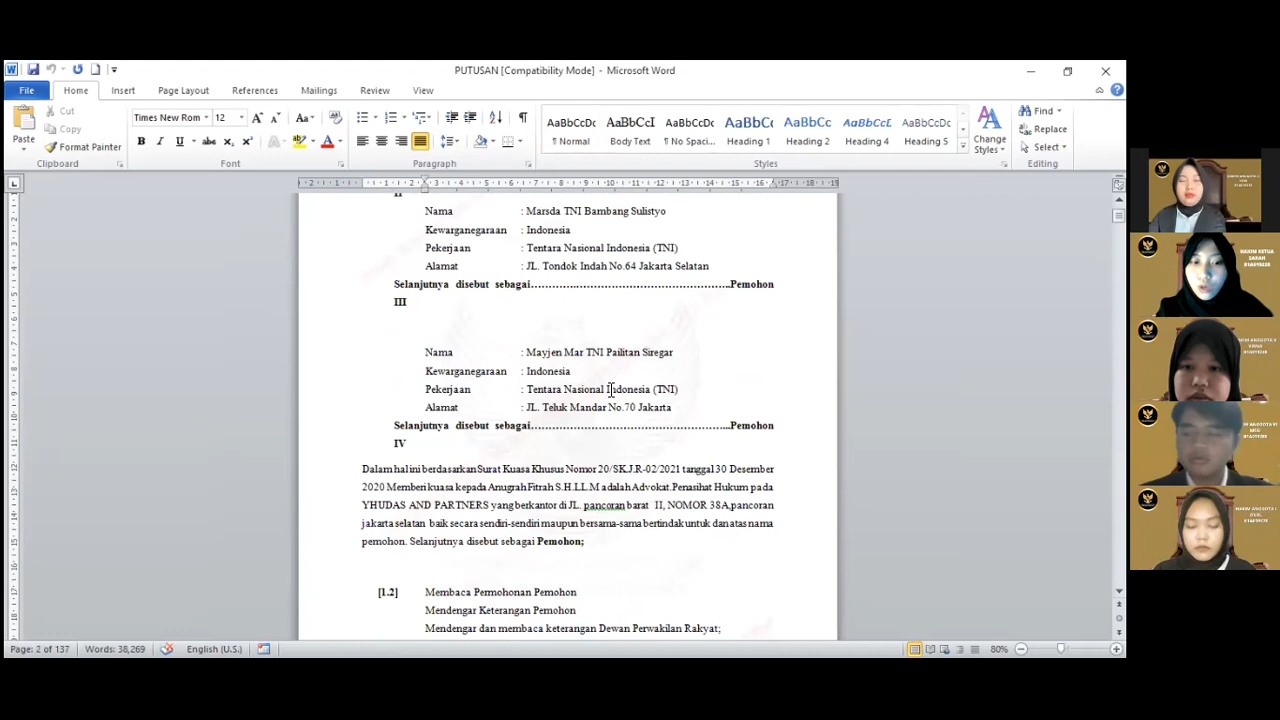 PUTUSAN [Compatibility Mode] - Microsoft Word
File Home Insert Page Layout References Mailings Review View
Paste
Cut
Copy
Format Painter
Clipboard
Times New Rom 12
Font
Paragraph
AaBbCcDc AaBbCcI AaBbCcDc AaBbCc AaBbCc AaBbCcL AaBbCcDc
¶ Normal Body Text ¶ No Spaci... Heading 1 Heading 2 Heading 4 Heading 5
Change Styles
Styles
Find
Replace
Select
Editing
II
Nama : Marsda TNI Bambang Sulistyo
Kewarganegaraan : Indonesia
Pekerjaan : Tentara Nasional Indonesia (TNI)
Alamat : JL. Tondok Indah No.64 Jakarta Selatan
Selanjutnya disebut sebagai……………………………………………..Pemohon
III
Nama : Mayjen Mar TNI Pailitan Siregar
Kewarganegaraan : Indonesia
Pekerjaan : Tentara Nasional Indonesia (TNI)
Alamat : JL. Teluk Mandar No.70 Jakarta
Selanjutnya disebut sebagai……………………………………………...Pemohon
IV
Dalam hal ini berdasarkan Surat Kuasa Khusus Nomor 20/SK.J.R-02/2021 tanggal 30 Desember
2020 Memberi kuasa kepada Anugrah Fitrah S.H.LL.M adalah Advokat.Penasihat Hukum pada
YHUDAS AND PARTNERS yang berkantor di JL. pancoran barat II, NOMOR 38A,pancoran
jakarta selatan baik secara sendiri-sendiri maupun bersama-sama bertindak untuk dan atas nama
pemohon. Selanjutnya disebut sebagai Pemohon;
[1.2] Membaca Permohonan Pemohon
Mendengar Keterangan Pemohon
Mendengar dan membaca keterangan Dewan Perwakilan Rakyat;
Page: 2 of 137 Words: 38,269 English (U.S.) 80%
HAKIM KETUA